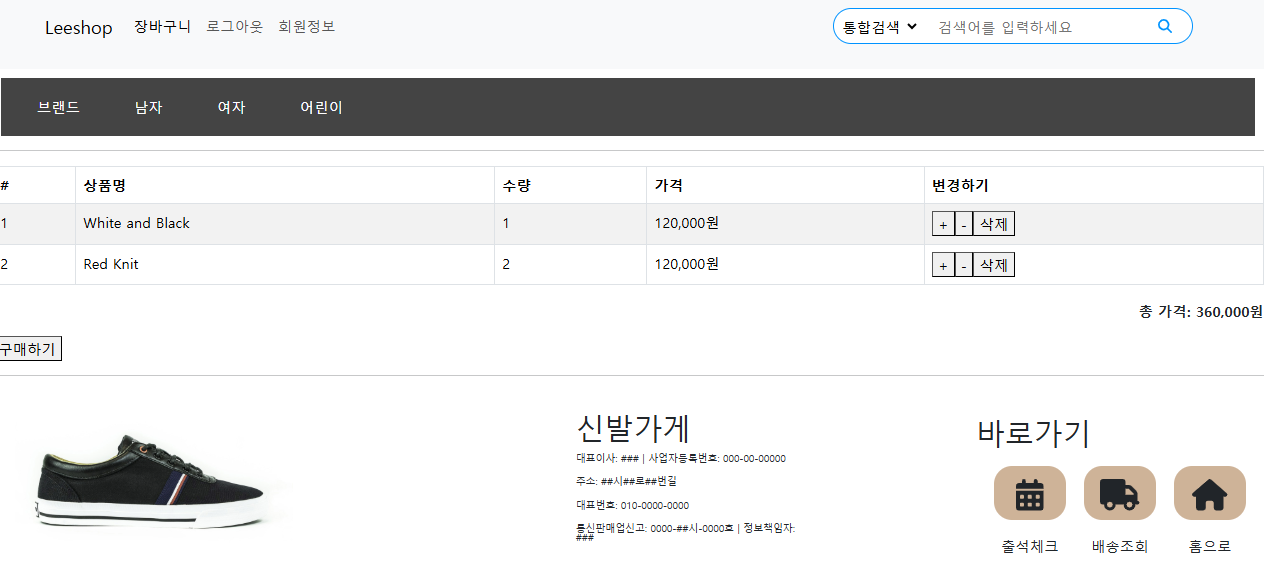 Leeshop 장바구니 로그아웃 회원정보 통합검색 검색어를 입력하세요
브랜드 남자 여자 어린이
# 상품명 수량 가격 변경하기
1 White and Black 1 120,000원 + - 삭제
2 Red Knit 2 120,000원 + - 삭제
총 가격: 360,000원
구매하기
신발가게
대표이사: ### | 사업자등록번호: 000-00-00000
주소: ##시##로##번길
대표번호: 010-0000-0000
통신판매업신고: 0000-##시-0000호 | 정보책임자:
###
바로가기
출석체크 배송조회 홈으로